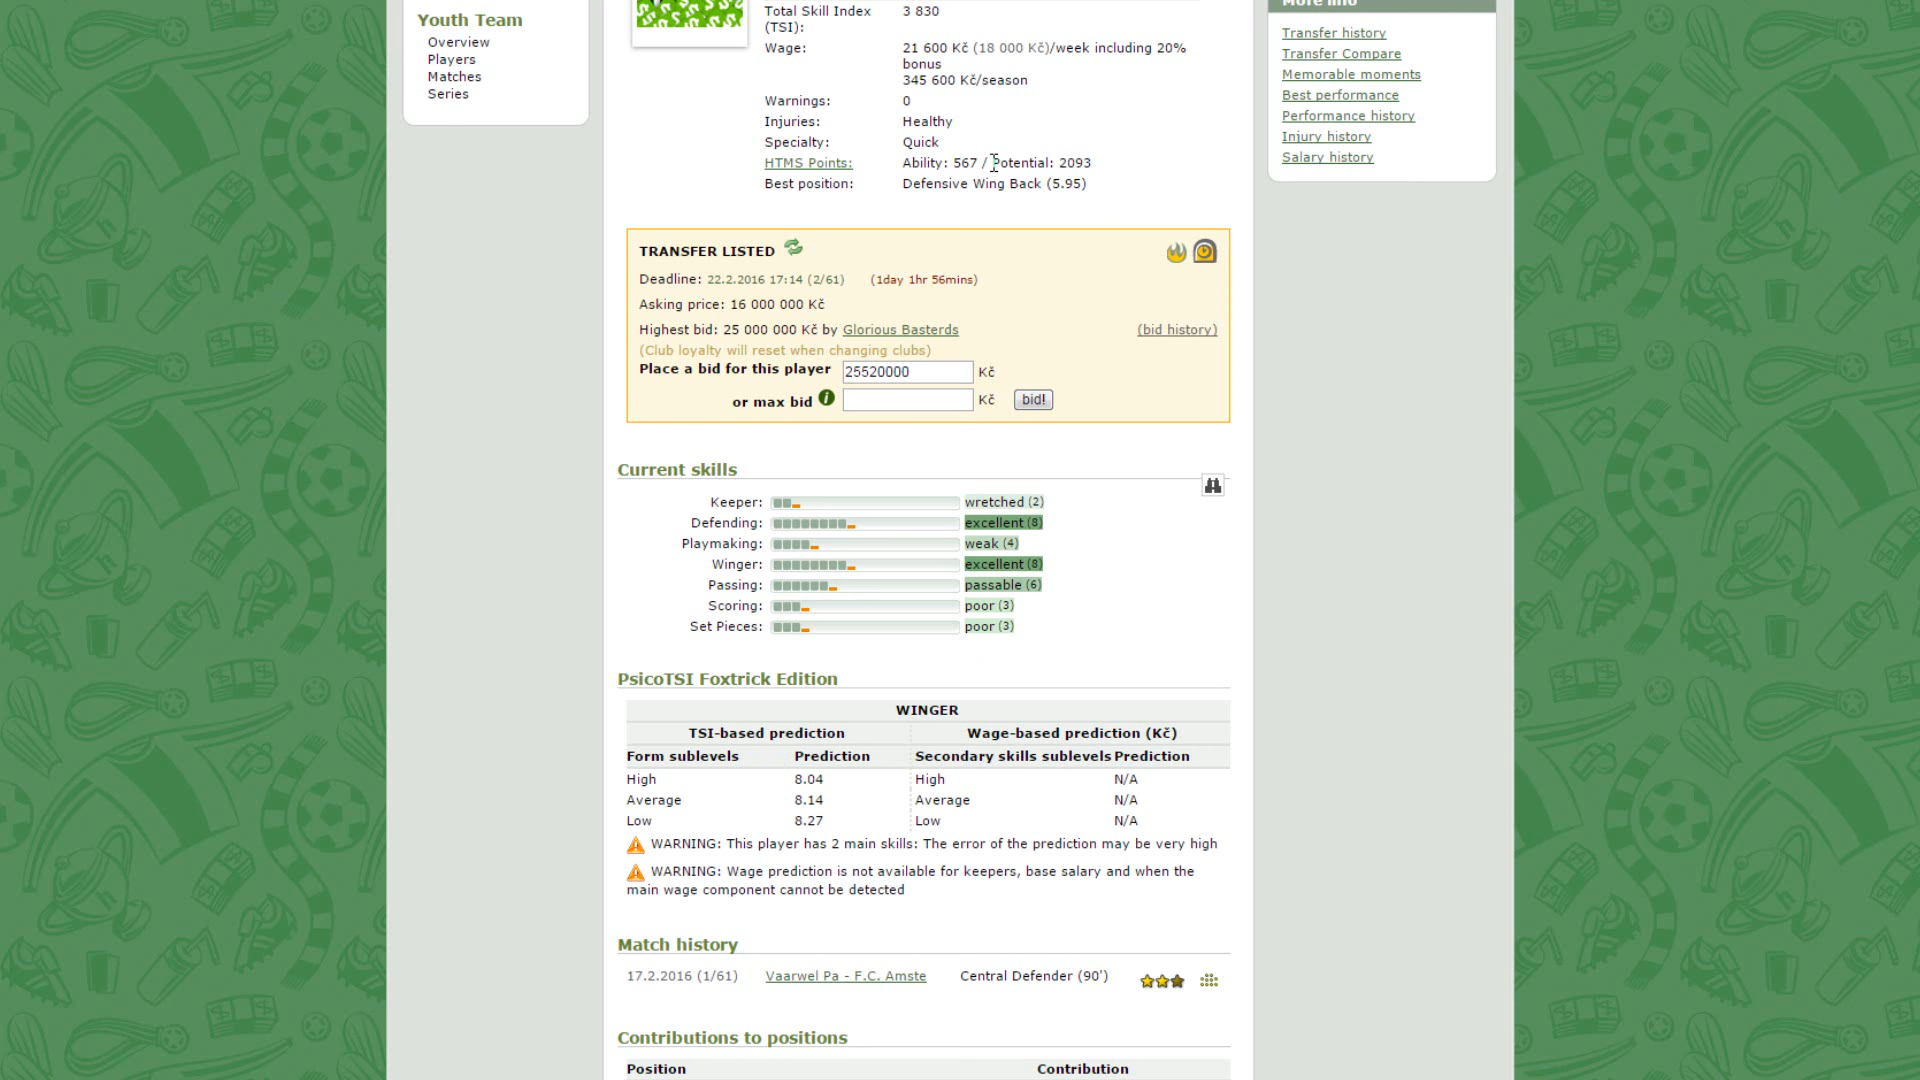 Youth Team
Overview
Players
Matches
Series
Total Skill Index (TSI): 3 830
Wage: 21 600 Kč (18 000 Kč)/week including 20% bonus
345 600 Kč/season
Warnings: 0
Injuries: Healthy
Specialty: Quick
HTMS Points: Ability: 567 / Potential: 2093
Best position: Defensive Wing Back (5.95)
TRANSFER LISTED
Deadline: 22.2.2016 17:14 (2/61) (1day 1hr 56mins)
Asking price: 16 000 000 Kč
Highest bid: 25 000 000 Kč by Glorious Basterds (bid history)
(Club loyalty will reset when changing clubs)
Place a bid for this player 25520000 Kč
or max bid Kč bid!
Current skills
Keeper: wretched (2)
Defending: excellent (8)
Playmaking: weak (4)
Winger: excellent (8)
Passing: passable (6)
Scoring: poor (3)
Set Pieces: poor (3)
PsicoTSI Foxtrick Edition
WINGER
TSI-based prediction Wage-based prediction (Kč)
Form sublevels Prediction Secondary skills sublevels Prediction
High 8.04 High N/A
Average 8.14 Average N/A
Low 8.27 Low N/A
WARNING: This player has 2 main skills: The error of the prediction may be very high
WARNING: Wage prediction is not available for keepers, base salary and when the
main wage component cannot be detected
Match history
17.2.2016 (1/61) Vaarwel Pa - F.C. Amste Central Defender (90')
Contributions to positions
Position Contribution
More info
Transfer history
Transfer Compare
Memorable moments
Best performance
Performance history
Injury history
Salary history